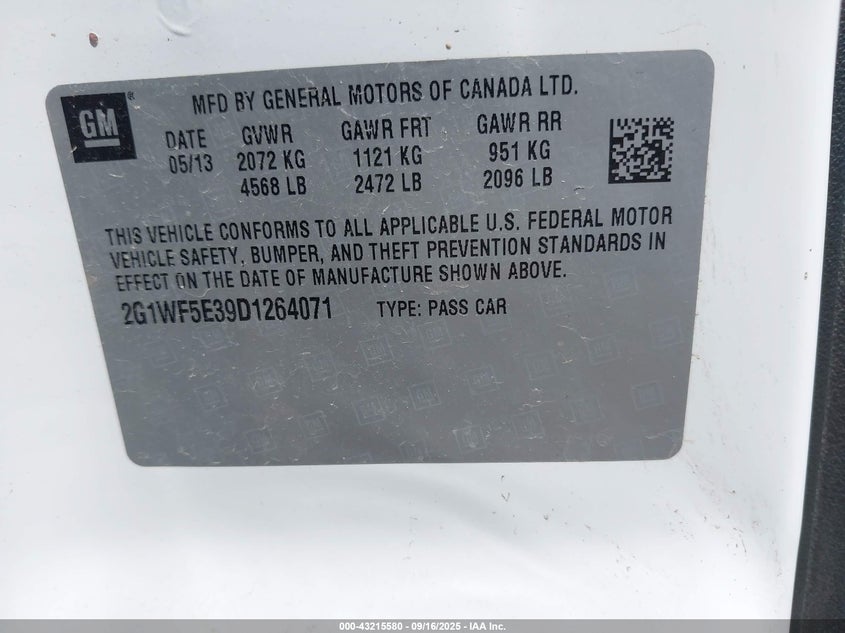 GM
MFD BY GENERAL MOTORS OF CANADA LTD.
DATE GVWR GAWR FRT GAWR RR
05/13 2072 KG 1121 KG 951 KG
4568 LB 2472 LB 2096 LB
THIS VEHICLE CONFORMS TO ALL APPLICABLE U.S. FEDERAL MOTOR
VEHICLE SAFETY, BUMPER, AND THEFT PREVENTION STANDARDS IN
EFFECT ON THE DATE OF MANUFACTURE SHOWN ABOVE.
2G1WF5E39D1264071 TYPE: PASS CAR
000-43215580 - 09/16/2025 - IAA Inc.